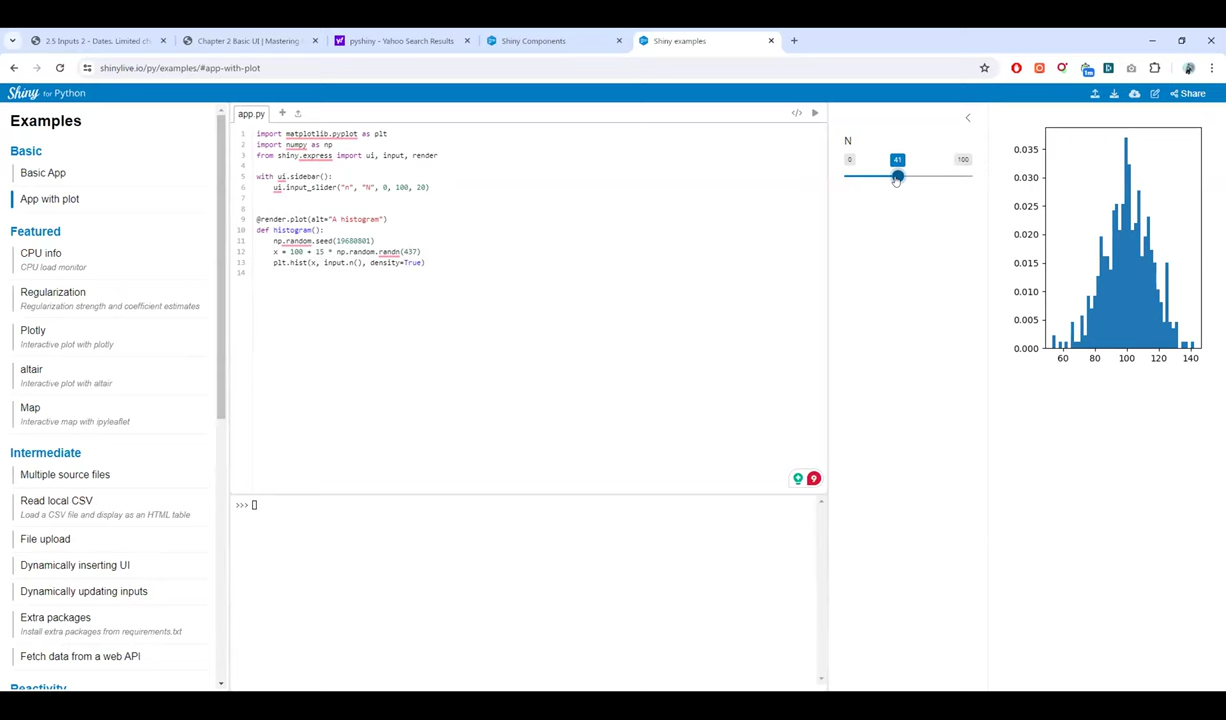 2.5 Inputs 2 - Dates, Limited ch
Chapter 2 Basic UI | Mastering
pyshiny - Yahoo Search Results
Shiny Components
Shiny examples
shinylive.io/py/examples/#app-with-plot
Shiny for Python
Share
Examples
Basic
Basic App
App with plot
Featured
CPU info
CPU load monitor
Regularization
Regularization strength and coefficient estimates
Plotly
Interactive plot with plotly
altair
Interactive plot with altair
Map
Interactive map with ipyleaflet
Intermediate
Multiple source files
Read local CSV
Load a CSV file and display as an HTML table
File upload
Dynamically inserting UI
Dynamically updating inputs
Extra packages
Install extra packages from requirements.txt
Fetch data from a web API
Reactivity
app.py
1 import matplotlib.pyplot as plt
2 import numpy as np
3 from shiny.express import ui, input, render
4
5 with ui.sidebar():
6 ui.input_slider("n", "N", 0, 100, 20)
7
8
9 @render.plot(alt="A histogram")
10 def histogram():
11 np.random.seed(19680801)
12 x = 100 + 15 * np.random.randn(437)
13 plt.hist(x, input.n(), density=True)
14
9
>>>
N
0 41 100
0.035
0.030
0.025
0.020
0.015
0.010
0.005
0.000
60 80 100 120 140